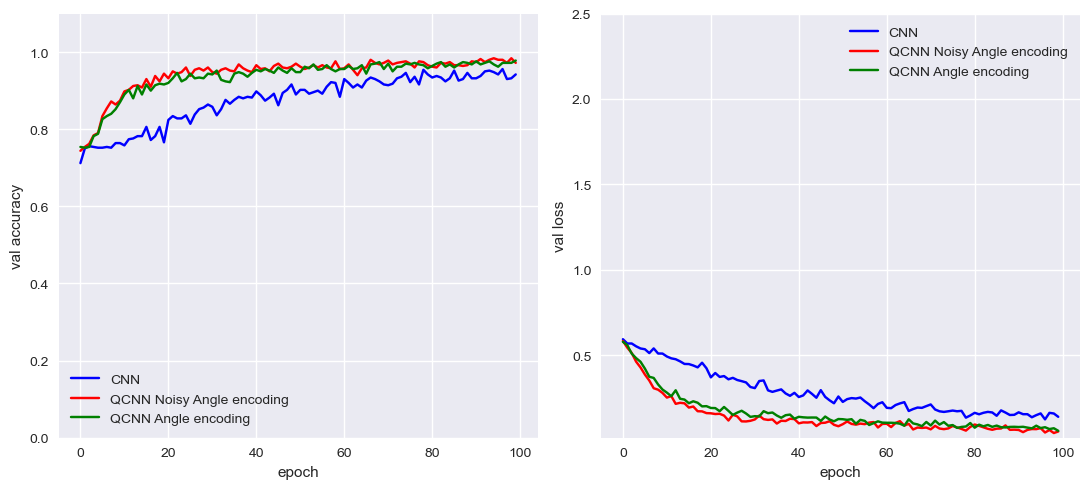 1.0
0.8
0.6
0.4
0.2
0.0
val accuracy
CNN
QCNN Noisy Angle encoding
QCNN Angle encoding
0
20
40
60
80
100
epoch
2.5
2.0
1.5
1.0
0.5
val loss
CNN
QCNN Noisy Angle encoding
QCNN Angle encoding
0
20
40
60
80
100
epoch